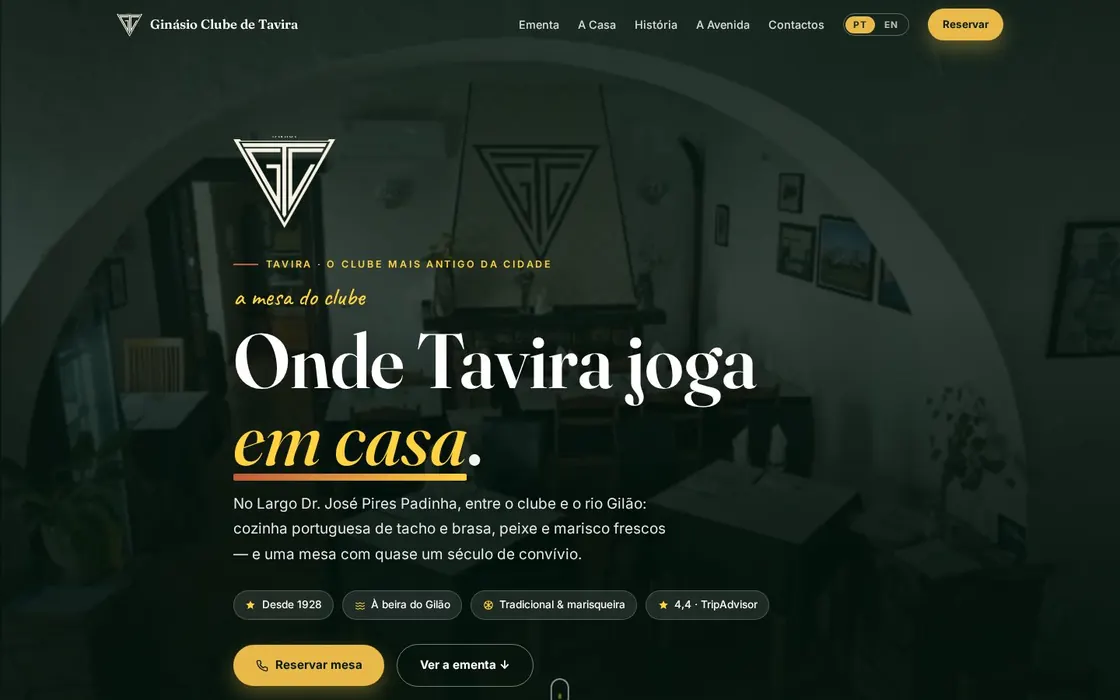 Ginásio Clube de Tavira
Ementa
A Casa
História
A Avenida
Contactos
PT
EN
Reservar
GTC
GTC
TAVIRA · O CLUBE MAIS ANTIGO DA CIDADE
a mesa do clube
Onde Tavira joga
em casa.
No Largo Dr. José Pires Padinha, entre o clube e o rio Gilão:
cozinha portuguesa de tacho e brasa, peixe e marisco frescos
— e uma mesa com quase um século de convívio.
Desde 1928
À beira do Gilão
Tradicional & marisqueira
4,4 · TripAdvisor
Reservar mesa
Ver a ementa ↓